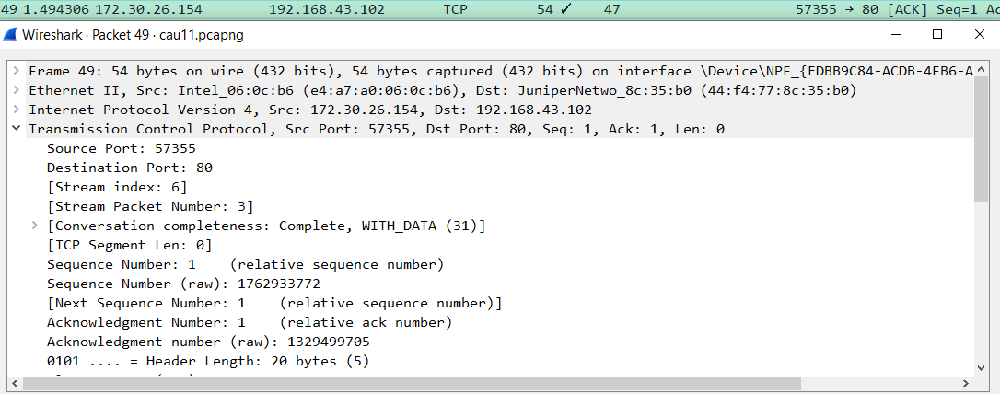 49 1.494306 172.30.26.154 192.168.43.102 TCP 54 ✓ 47 57355 → 80 [ACK] Seq=1 Ac
Wireshark · Packet 49 · cau11.pcapng
Frame 49: 54 bytes on wire (432 bits), 54 bytes captured (432 bits) on interface \Device\NPF_{EDBB9C84-ACDB-4FB6-A
Ethernet II, Src: Intel_06:0c:b6 (e4:a7:a0:06:0c:b6), Dst: JuniperNetwo_8c:35:b0 (44:f4:77:8c:35:b0)
Internet Protocol Version 4, Src: 172.30.26.154, Dst: 192.168.43.102
Transmission Control Protocol, Src Port: 57355, Dst Port: 80, Seq: 1, Ack: 1, Len: 0
Source Port: 57355
Destination Port: 80
[Stream index: 6]
[Stream Packet Number: 3]
[Conversation completeness: Complete, WITH_DATA (31)]
[TCP Segment Len: 0]
Sequence Number: 1    (relative sequence number)
Sequence Number (raw): 1762933772
[Next Sequence Number: 1    (relative sequence number)]
Acknowledgment Number: 1    (relative ack number)
Acknowledgment number (raw): 1329499705
0101 .... = Header Length: 20 bytes (5)